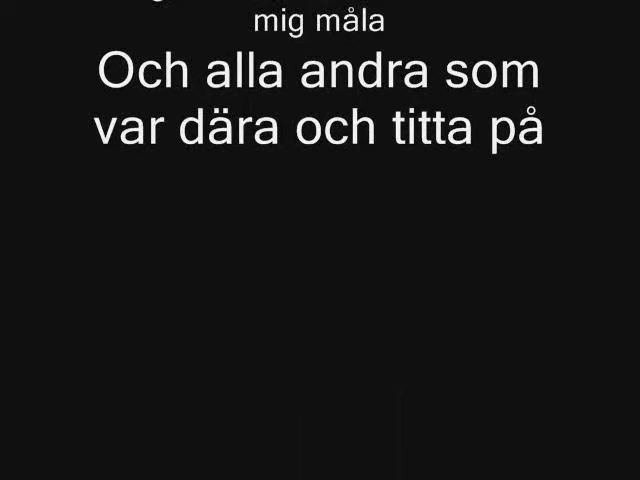 mig måla
Och alla andra som
var dära och titta på